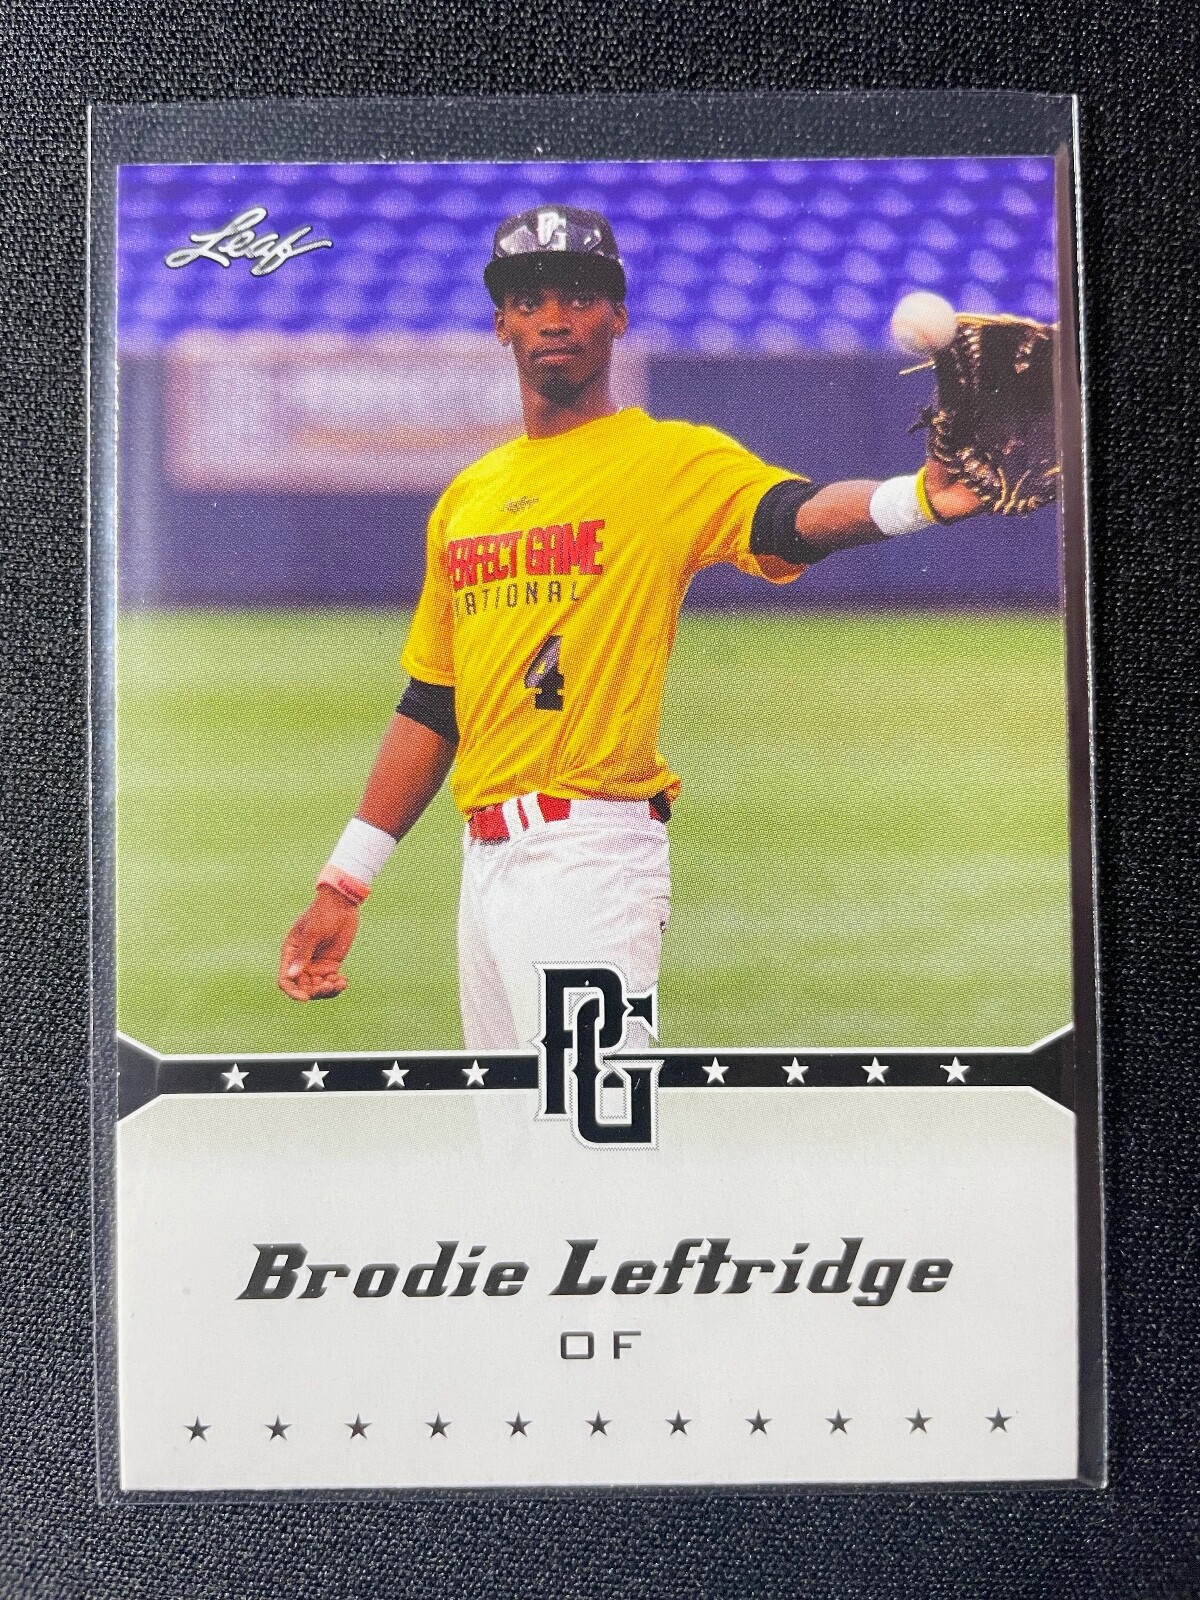 Leaf
PG
PERFECT GAME
NATIONAL
4
PG
Brodie Leftridge
OF